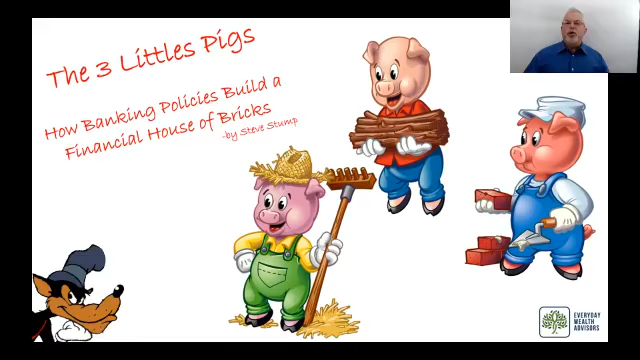 The 3 Littles Pigs
How Banking Policies Build a
Financial House of Bricks
-by Steve Stump
EVERYDAY
WEALTH
ADVISORS